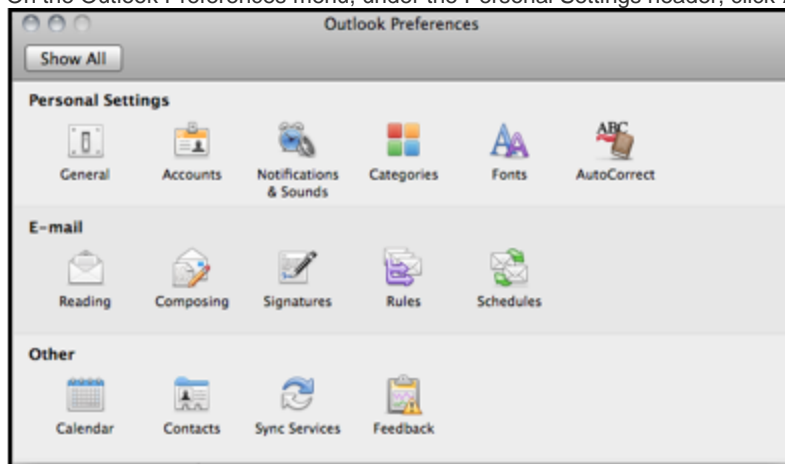 On the Outlook Preferences menu, under the Personal Settings header, click
Outlook Preferences
Show All
Personal Settings
General Accounts Notifications & Sounds Categories Fonts ABC AutoCorrect
E-mail
Reading Composing Signatures Rules Schedules
Other
Calendar Contacts Sync Services Feedback